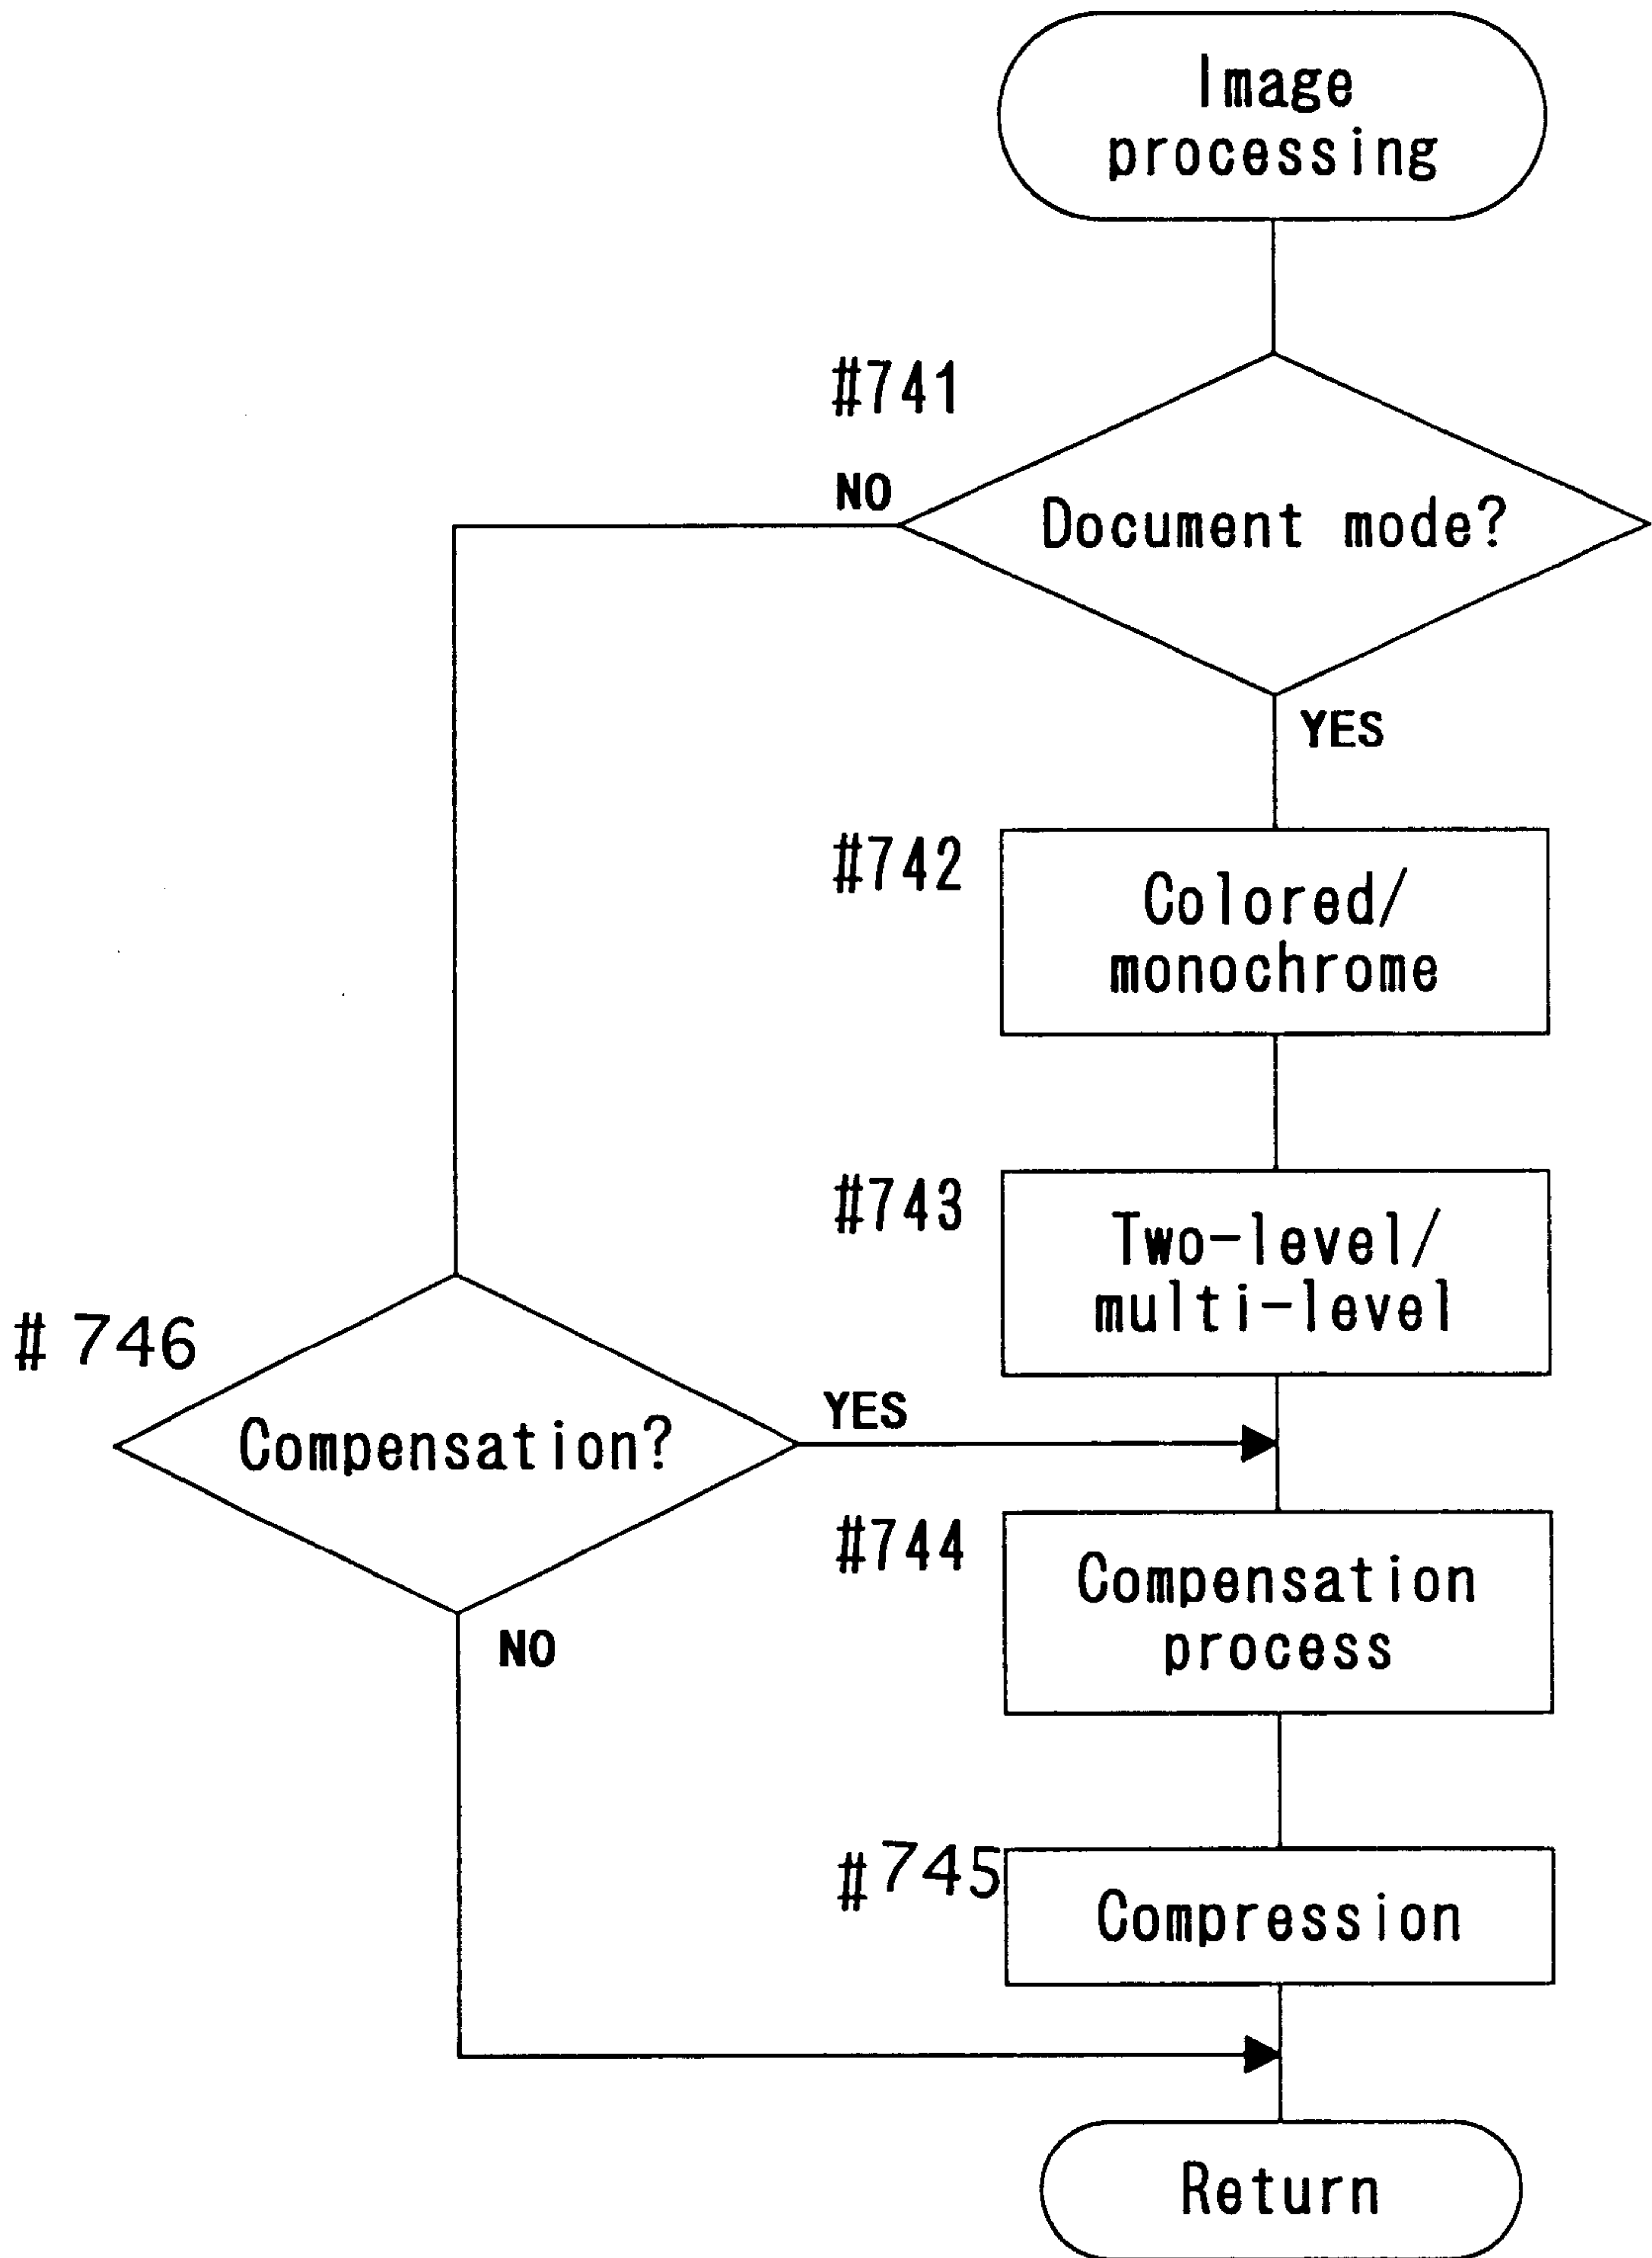 Image
processing
#741
NO
Document mode?
YES
#742
Colored/
monochrome
#743
Two-level/
multi-level
#746
Compensation?
YES
NO
#744
Compensation
process
#745
Compression
Return